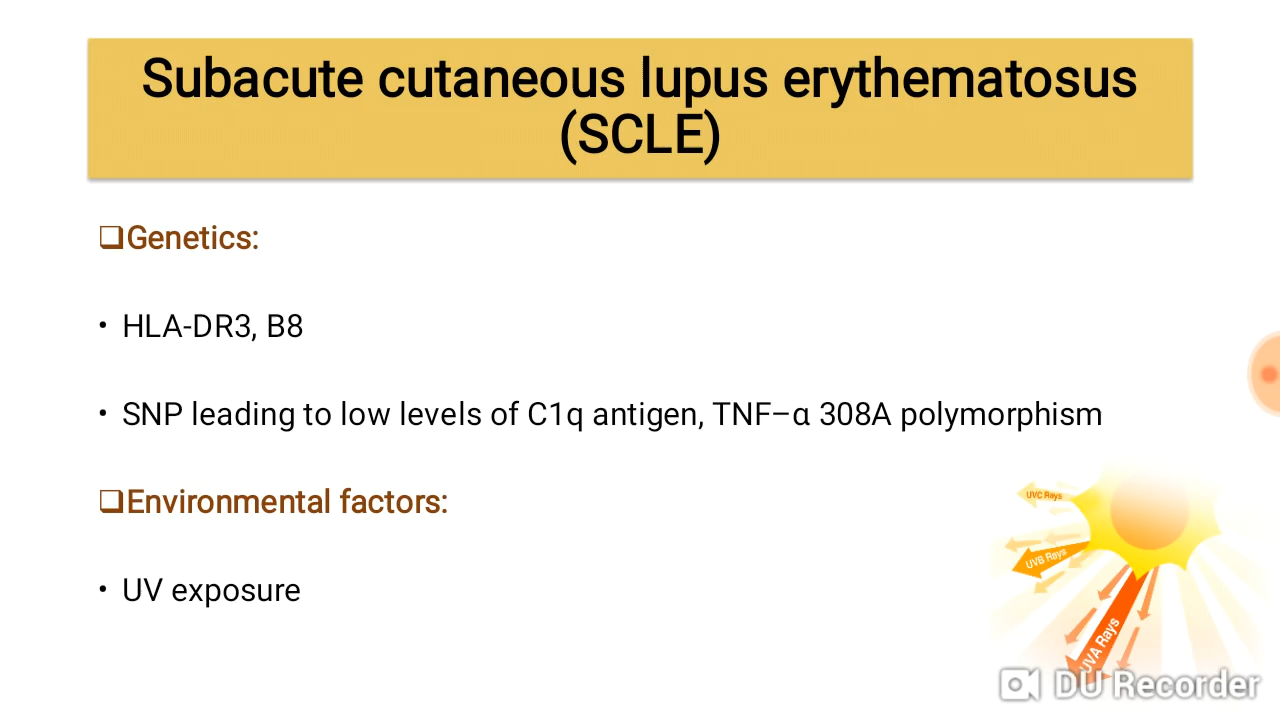 Subacute cutaneous lupus erythematosus
(SCLE)
❑Genetics:
• HLA-DR3, B8
• SNP leading to low levels of C1q antigen, TNF–α 308A polymorphism
❑Environmental factors:
• UV exposure
UVC Rays
UVB Rays
UVA Rays
DU Recorder